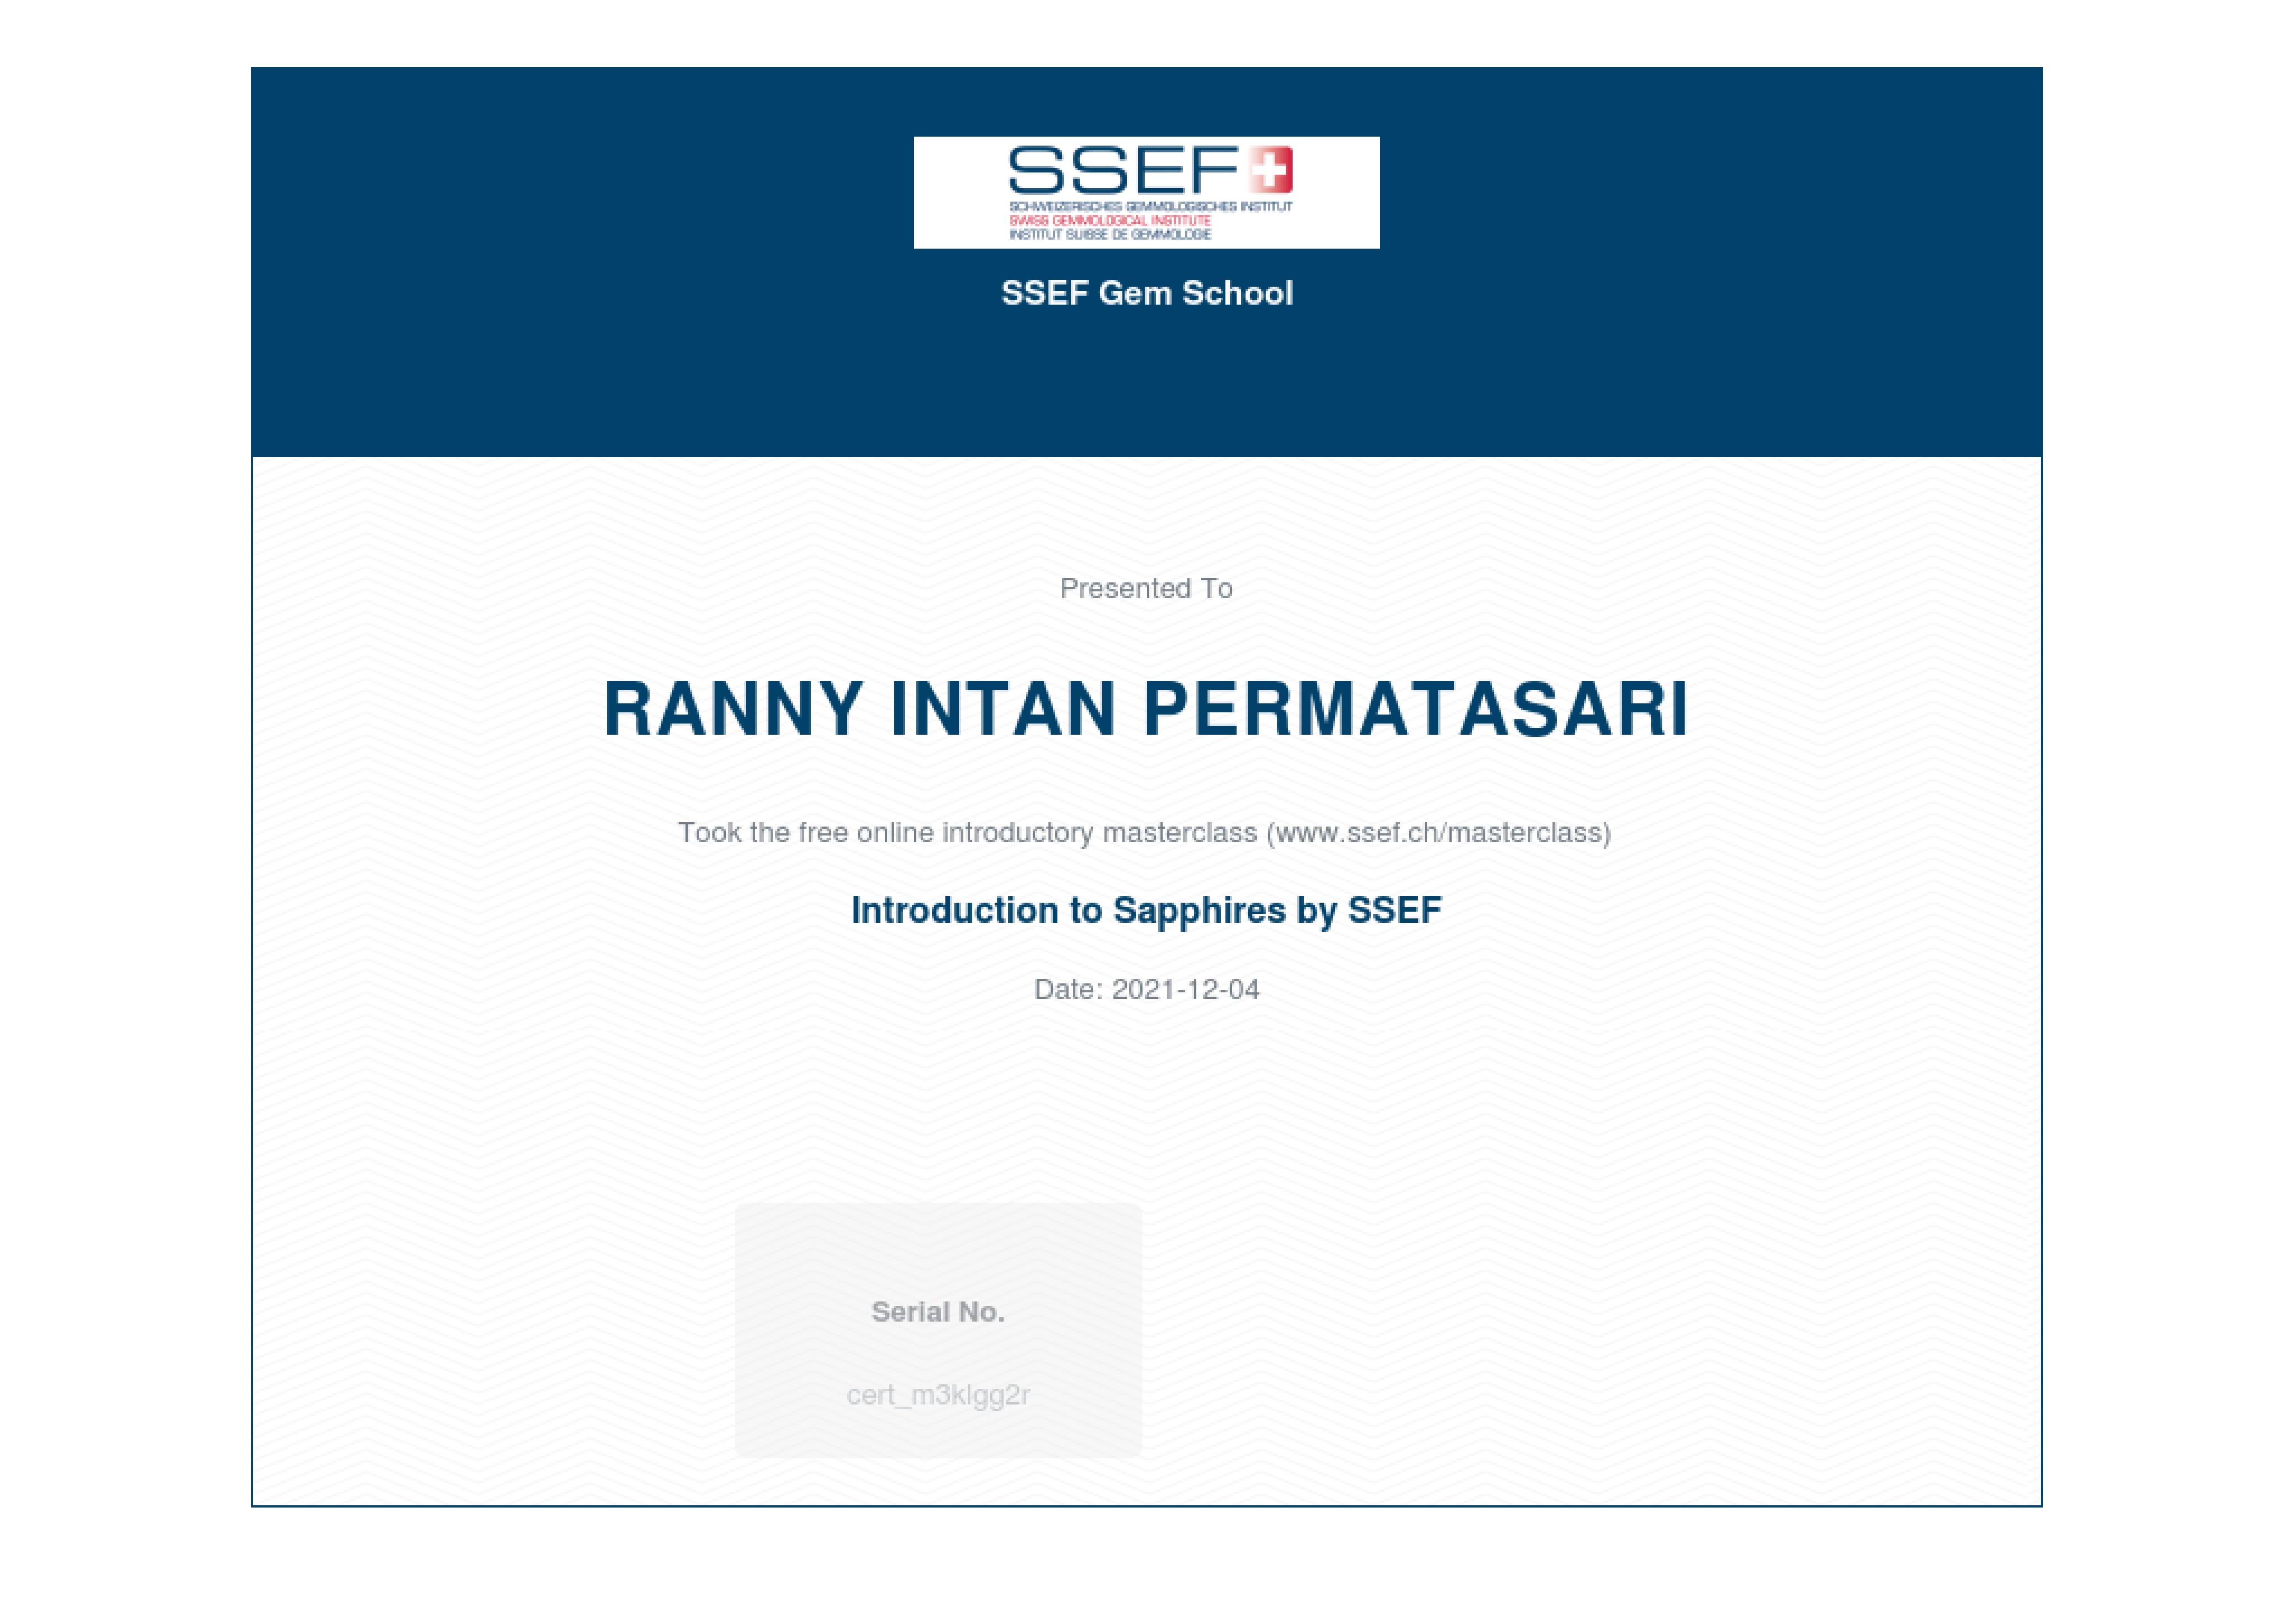 SSEF
SCHWEIZERISCHES GEMMOLOGISCHES INSTITUT
SWISS GEMMOLOGICAL INSTITUTE
INSTITUT SUISSE DE GEMMOLOGIE
SSEF Gem School
Presented To
RANNY INTAN PERMATASARI
Took the free online introductory masterclass (www.ssef.ch/masterclass)
Introduction to Sapphires by SSEF
Date: 2021-12-04
Serial No.
cert_m3klgg2r